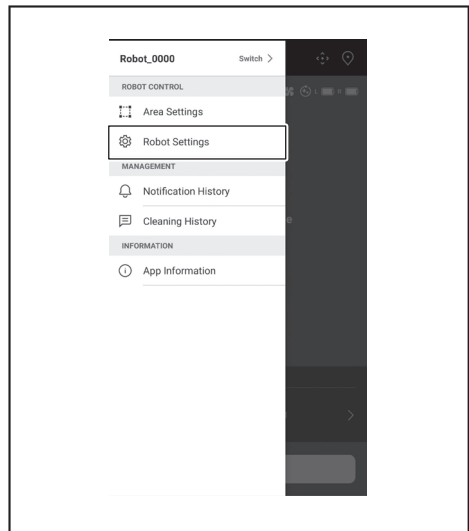 Robot_0000 Switch
ROBOT CONTROL
Area Settings
Robot Settings
MANAGEMENT
Notification History
Cleaning History
INFORMATION
App Information